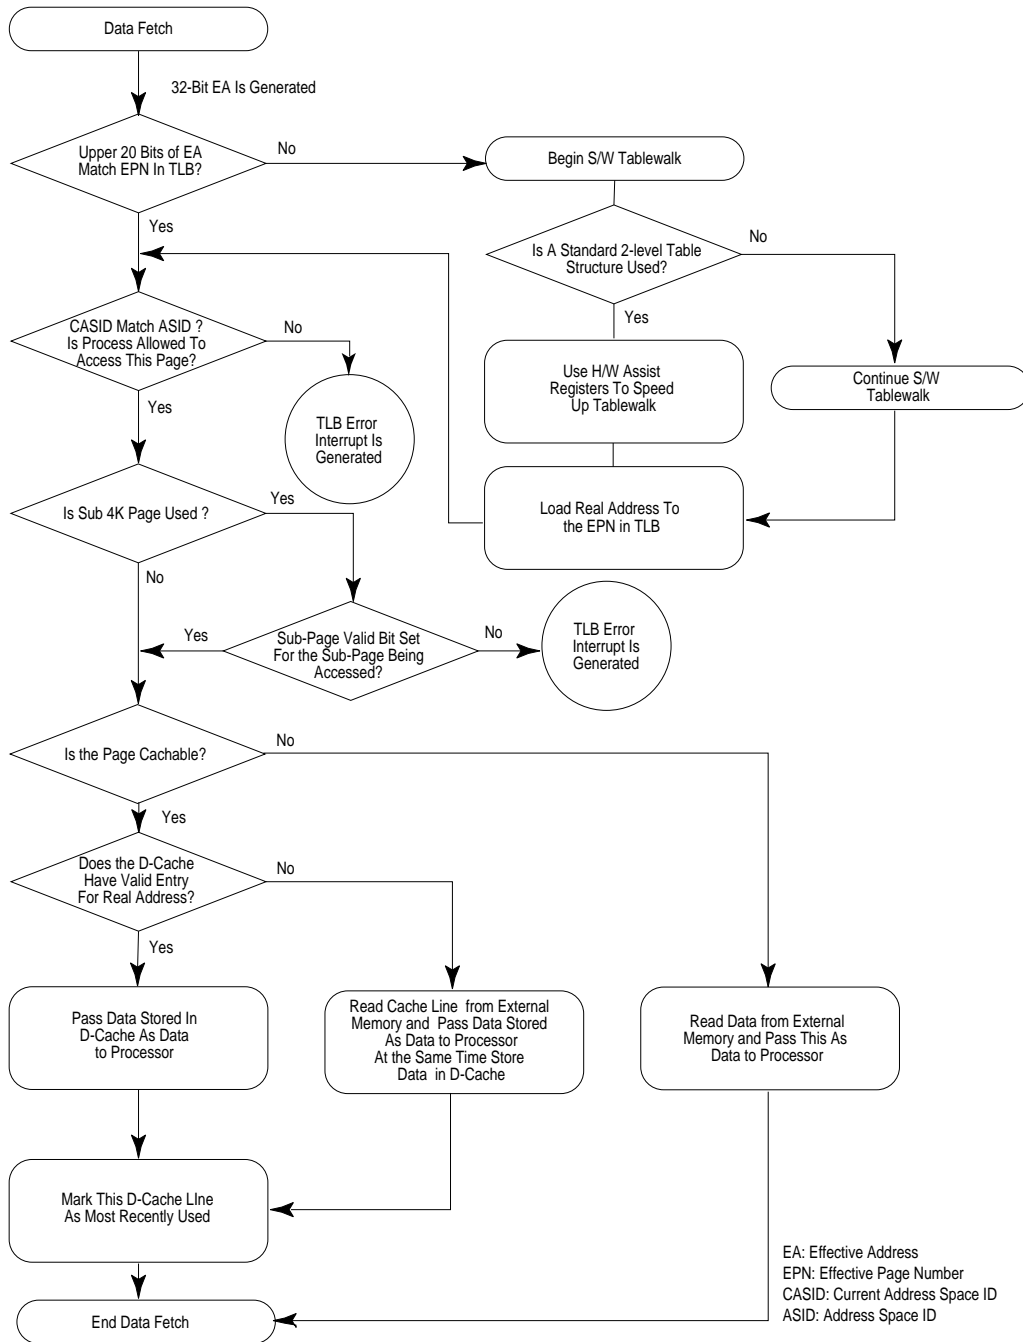 Data Fetch
32-Bit EA Is Generated
Upper 20 Bits of EA
Match EPN In TLB?
No
Begin S/W Tablewalk
Yes
Is A Standard 2-level Table
Structure Used?
No
Yes
CASID Match ASID ?
Is Process Allowed To
Access This Page?
No
Yes
Use H/W Assist
Registers To Speed
Up Tablewalk
Continue S/W
Tablewalk
TLB Error
Interrupt Is
Generated
Is Sub 4K Page Used ?
Yes
No
Load Real Address To
the EPN in TLB
Yes
Sub-Page Valid Bit Set
For the Sub-Page Being
Accessed?
No
TLB Error
Interrupt Is
Generated
Is the Page Cachable?
No
Yes
Does the D-Cache
Have Valid Entry
For Real Address?
No
Yes
Pass Data Stored In
D-Cache As Data
to Processor
Read Cache Line from External
Memory and Pass Data Stored
As Data to Processor
At the Same Time Store
Data in D-Cache
Read Data from External
Memory and Pass This As
Data to Processor
Mark This D-Cache LIne
As Most Recently Used
End Data Fetch
EA: Effective Address
EPN: Effective Page Number
CASID: Current Address Space ID
ASID: Address Space ID